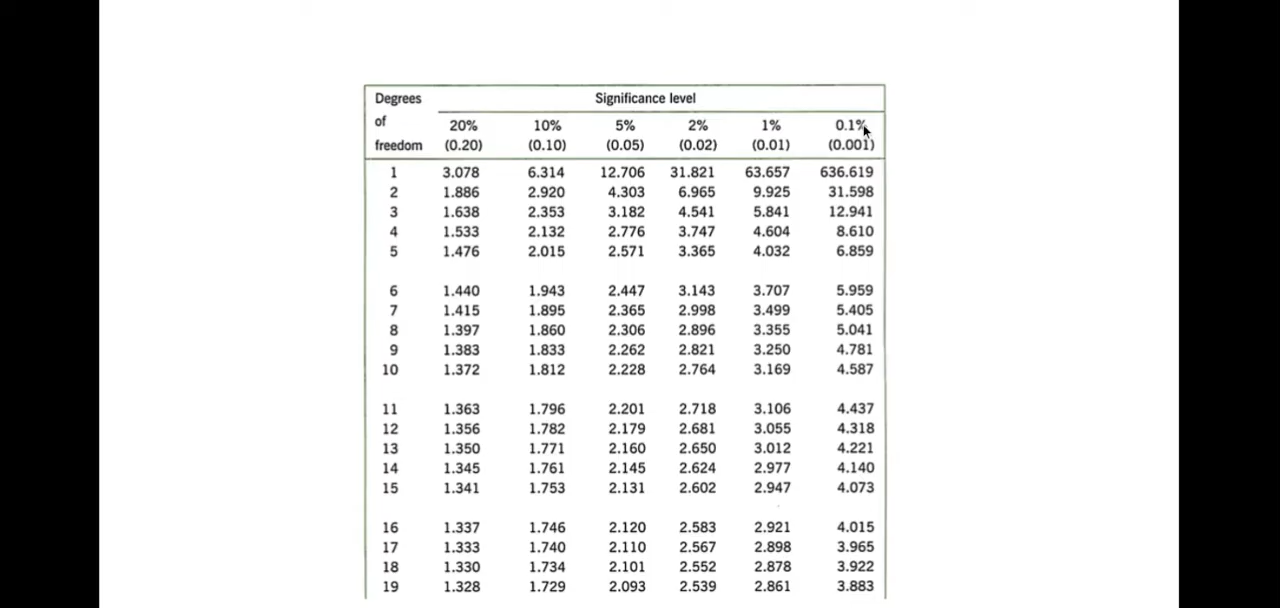 Degrees Significance level
of 20% 10% 5% 2% 1% 0.1%
freedom (0.20) (0.10) (0.05) (0.02) (0.01) (0.001)
1 3.078 6.314 12.706 31.821 63.657 636.619
2 1.886 2.920 4.303 6.965 9.925 31.598
3 1.638 2.353 3.182 4.541 5.841 12.941
4 1.533 2.132 2.776 3.747 4.604 8.610
5 1.476 2.015 2.571 3.365 4.032 6.859
6 1.440 1.943 2.447 3.143 3.707 5.959
7 1.415 1.895 2.365 2.998 3.499 5.405
8 1.397 1.860 2.306 2.896 3.355 5.041
9 1.383 1.833 2.262 2.821 3.250 4.781
10 1.372 1.812 2.228 2.764 3.169 4.587
11 1.363 1.796 2.201 2.718 3.106 4.437
12 1.356 1.782 2.179 2.681 3.055 4.318
13 1.350 1.771 2.160 2.650 3.012 4.221
14 1.345 1.761 2.145 2.624 2.977 4.140
15 1.341 1.753 2.131 2.602 2.947 4.073
16 1.337 1.746 2.120 2.583 2.921 4.015
17 1.333 1.740 2.110 2.567 2.898 3.965
18 1.330 1.734 2.101 2.552 2.878 3.922
19 1.328 1.729 2.093 2.539 2.861 3.883